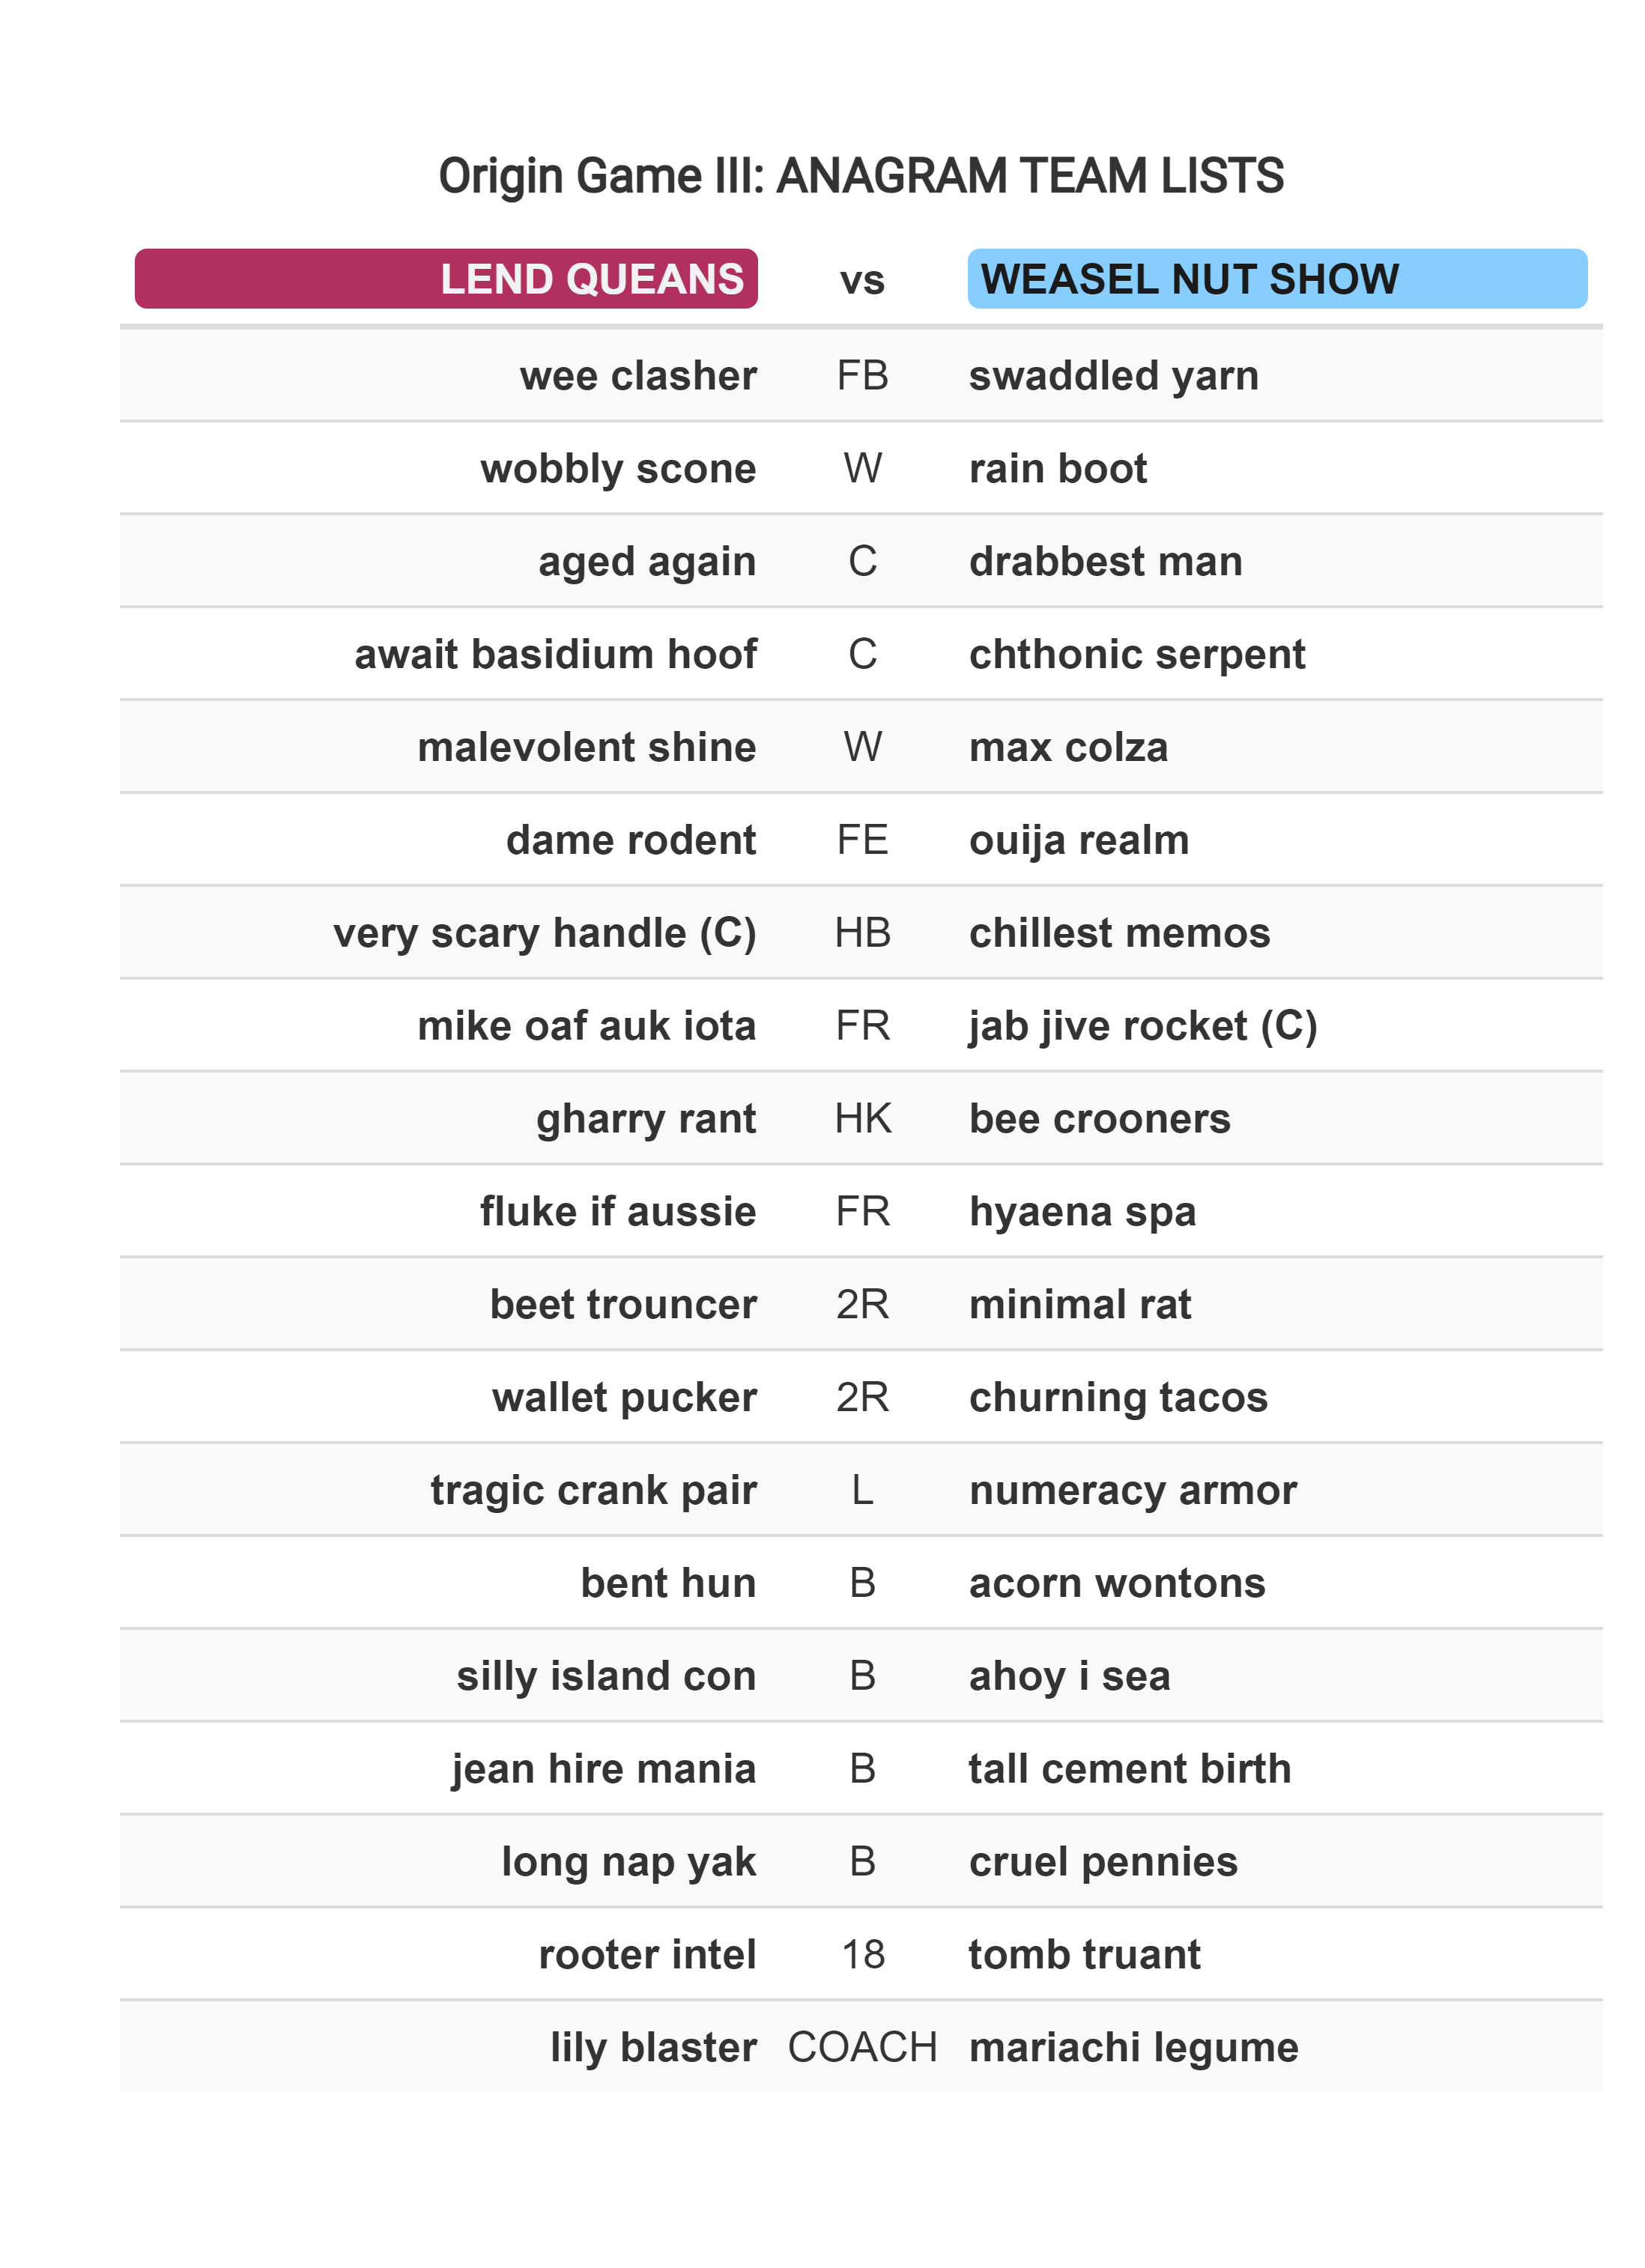 Origin Game III: ANAGRAM TEAM LISTS
LEND QUEANS vs WEASEL NUT SHOW
wee clasher FB swaddled yarn
wobbly scone W rain boot
aged again C drabbest man
await basidium hoof C chthonic serpent
malevolent shine W max colza
dame rodent FE ouija realm
very scary handle (C) HB chillest memos
mike oaf auk iota FR jab jive rocket (C)
gharry rant HK bee crooners
fluke if aussie FR hyaena spa
beet trouncer 2R minimal rat
wallet pucker 2R churning tacos
tragic crank pair L numeracy armor
bent hun B acorn wontons
silly island con B ahoy i sea
jean hire mania B tall cement birth
long nap yak B cruel pennies
rooter intel 18 tomb truant
lily blaster COACH mariachi legume